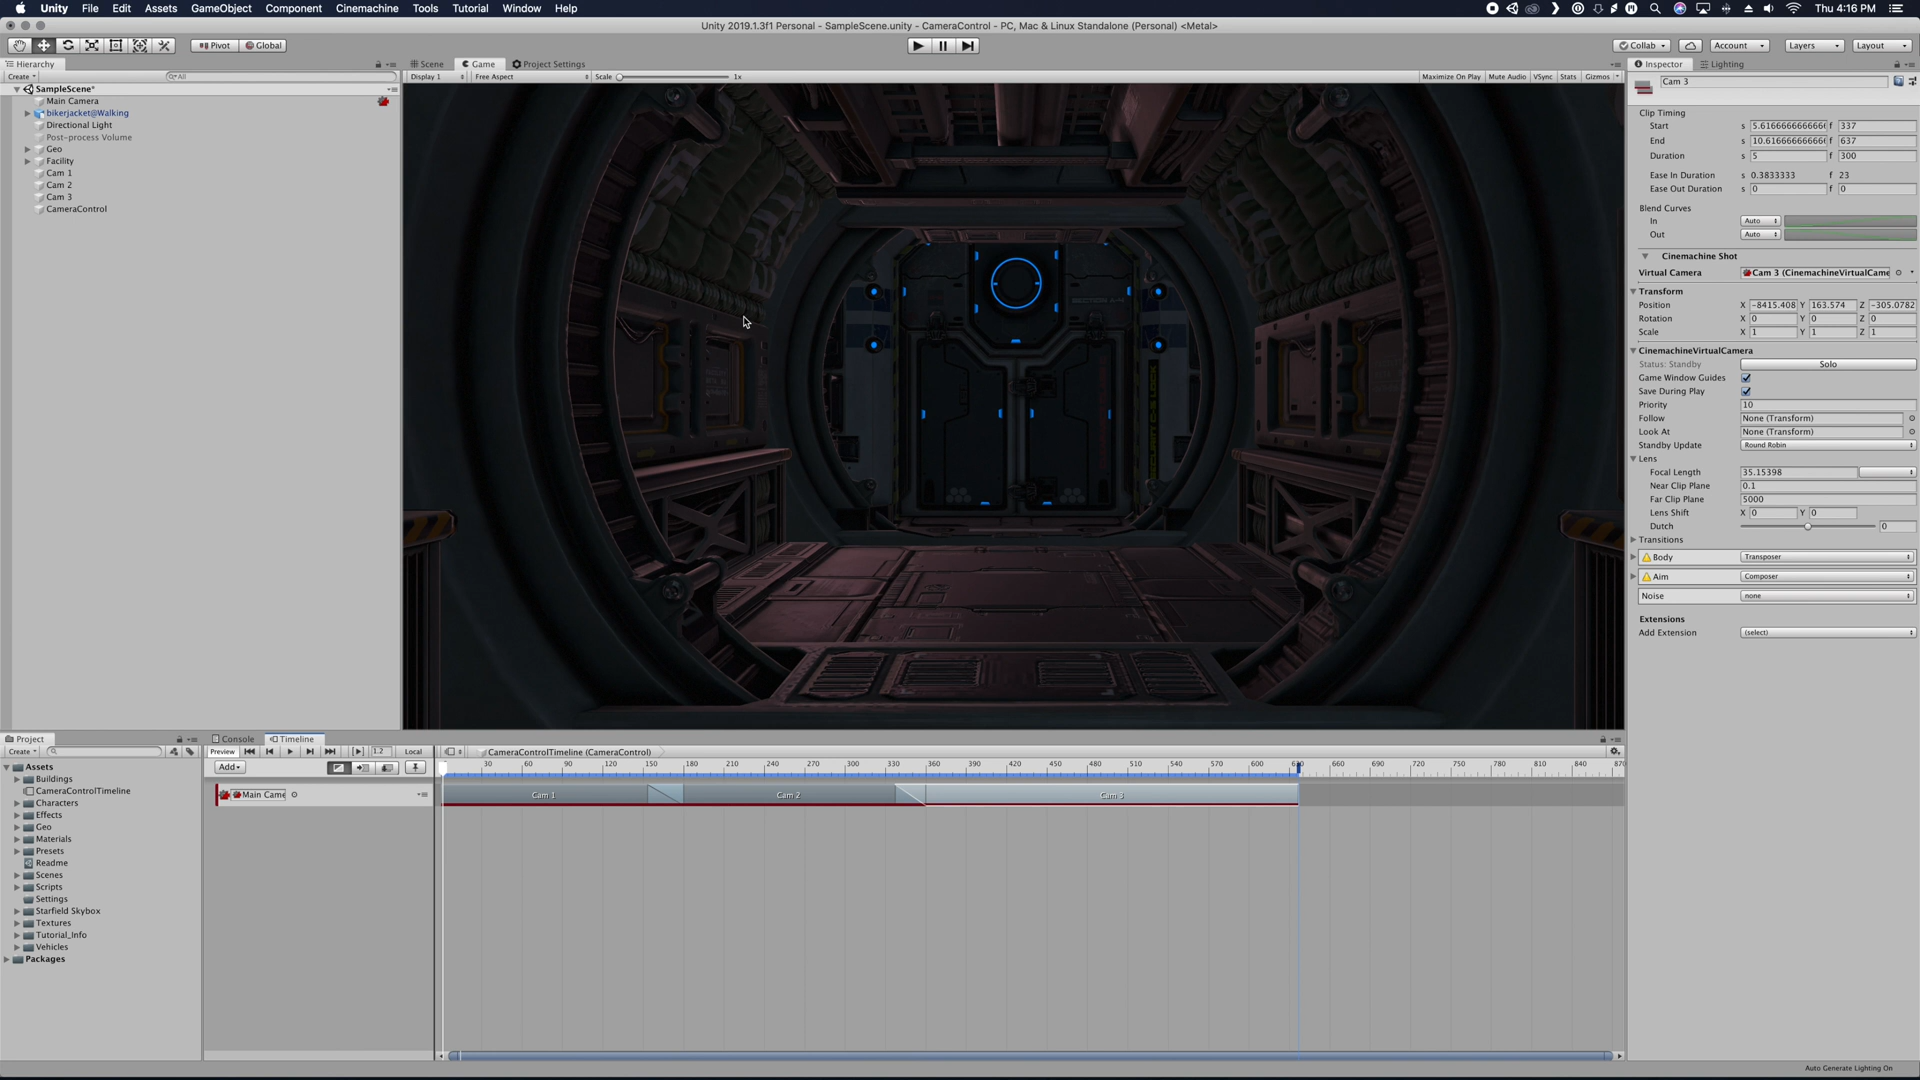 Unity File Edit Assets GameObject Component Cinemachine Tools Tutorial Window Help Thu 4:16 PM
Unity 2019.1.3f1 Personal - SampleScene.unity - CameraControl - PC, Mac & Linux Standalone (Personal) <Metal>
Pivot Global Collab Account Layers Layout
Hierarchy Scene Game Project Settings Inspector Lighting
Create All Display 1 Free Aspect Scale 1x Maximize On Play Mute Audio VSync Stats Gizmos
SampleScene*
Main Camera
bikerjacket@Walking
Directional Light
Post-process Volume
Geo
Facility
Cam 1
Cam 2
Cam 3
CameraControl
SECURITY C-S LOCK
Cam 3
Clip Timing
Start s 5.616666666666 f 337
End s 10.61666666666 f 637
Duration s 5 f 300
Ease In Duration s 0.3833333 f 23
Ease Out Duration s 0 f 0
Blend Curves
In Auto
Out Auto
Cinemachine Shot
Virtual Camera Cam 3 (CinemachineVirtualCame
Transform
Position X -8415.408 Y 163.574 Z -305.0782
Rotation X 0 Y 0 Z 0
Scale X 1 Y 1 Z 1
CinemachineVirtualCamera
Status: Standby Solo
Game Window Guides
Save During Play
Priority 10
Follow None (Transform)
Look At None (Transform)
Standby Update Round Robin
Lens
Focal Length 35.15398
Near Clip Plane 0.1
Far Clip Plane 5000
Lens Shift X 0 Y 0
Dutch 0
Transitions
Body Transposer
Aim Composer
Noise none
Extensions
Add Extension (select)
Project Console Timeline
Create Preview 1.2 Local CameraControlTimeline (CameraControl)
Add 30 60 90 120 150 180 210 240 270 300 330 360 390 420 450 480 510 540 570 600 660 690 720 750 780 810 840 870
Main Came Cam 1 Cam 2 Cam 3
Assets
Buildings
CameraControlTimeline
Characters
Effects
Geo
Materials
Presets
Readme
Scenes
Scripts
Settings
Starfield Skybox
Textures
Tutorial_Info
Vehicles
Packages
Auto Generate Lighting On